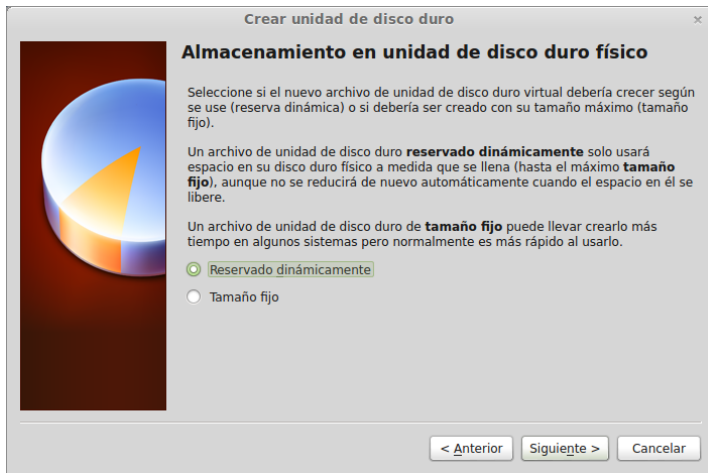 Crear unidad de disco duro
Almacenamiento en unidad de disco duro físico
Seleccione si el nuevo archivo de unidad de disco duro virtual debería crecer según
se use (reserva dinámica) o si debería ser creado con su tamaño máximo (tamaño
fijo).
Un archivo de unidad de disco duro reservado dinámicamente solo usará
espacio en su disco duro físico a medida que se llena (hasta el máximo tamaño
fijo), aunque no se reducirá de nuevo automáticamente cuando el espacio en él se
libere.
Un archivo de unidad de disco duro de tamaño fijo puede llevar crearlo más
tiempo en algunos sistemas pero normalmente es más rápido al usarlo.
Reservado dinámicamente
Tamaño fijo
< Anterior
Siguiente >
Cancelar